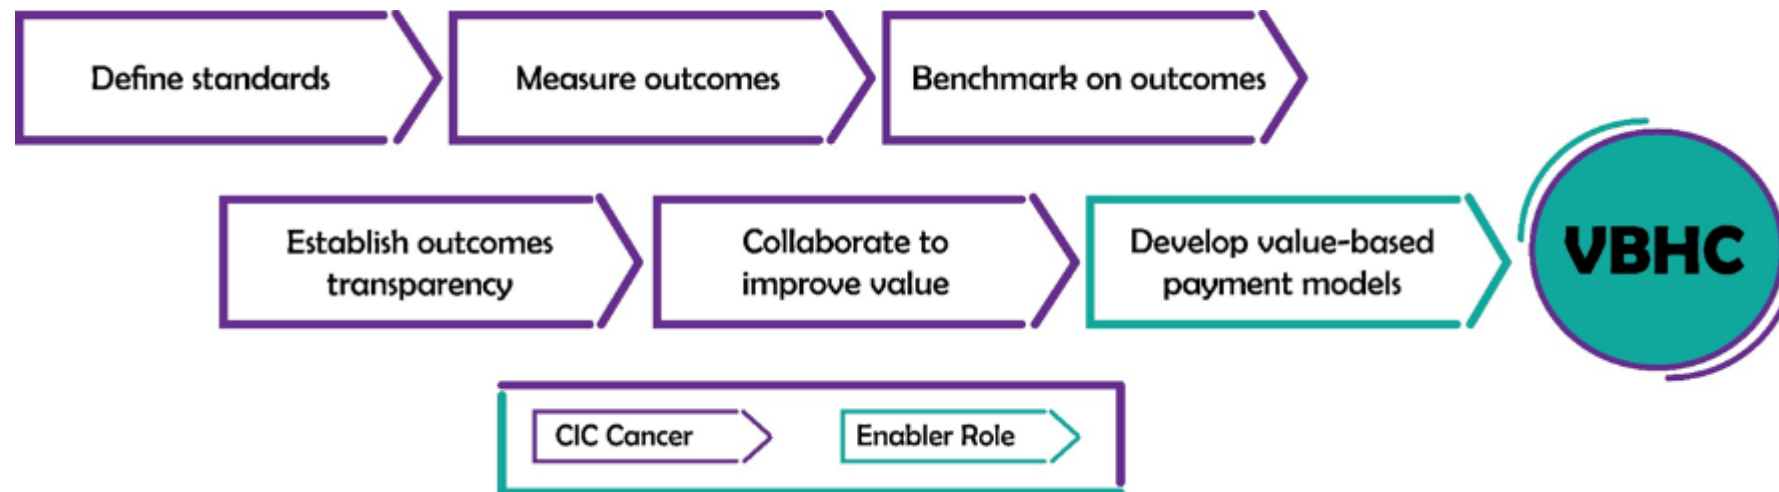 Define standards
Measure outcomes
Benchmark on outcomes
Establish outcomes
transparency
Collaborate to
improve value
Develop value-based
payment models
VBHC
CIC Cancer
Enabler Role